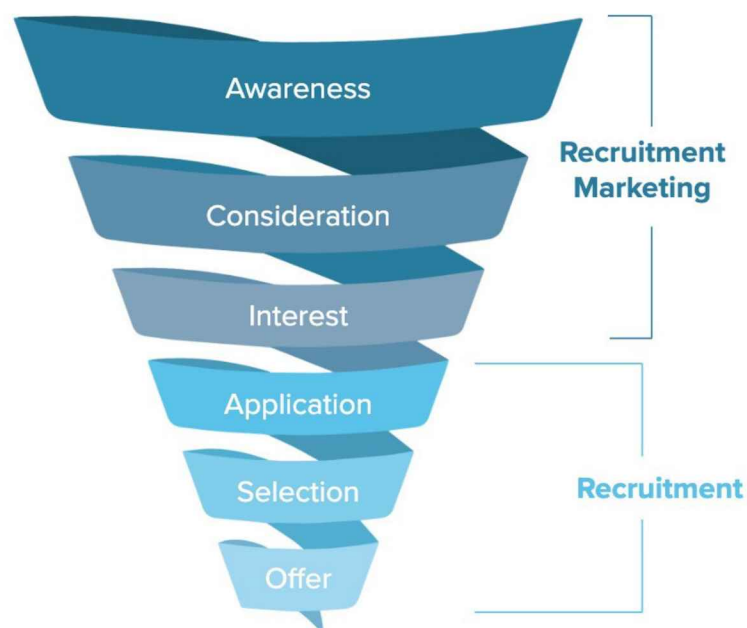 Awareness
Recruitment
Marketing
Consideration
Interest
Application
Selection
Recruitment
Offer